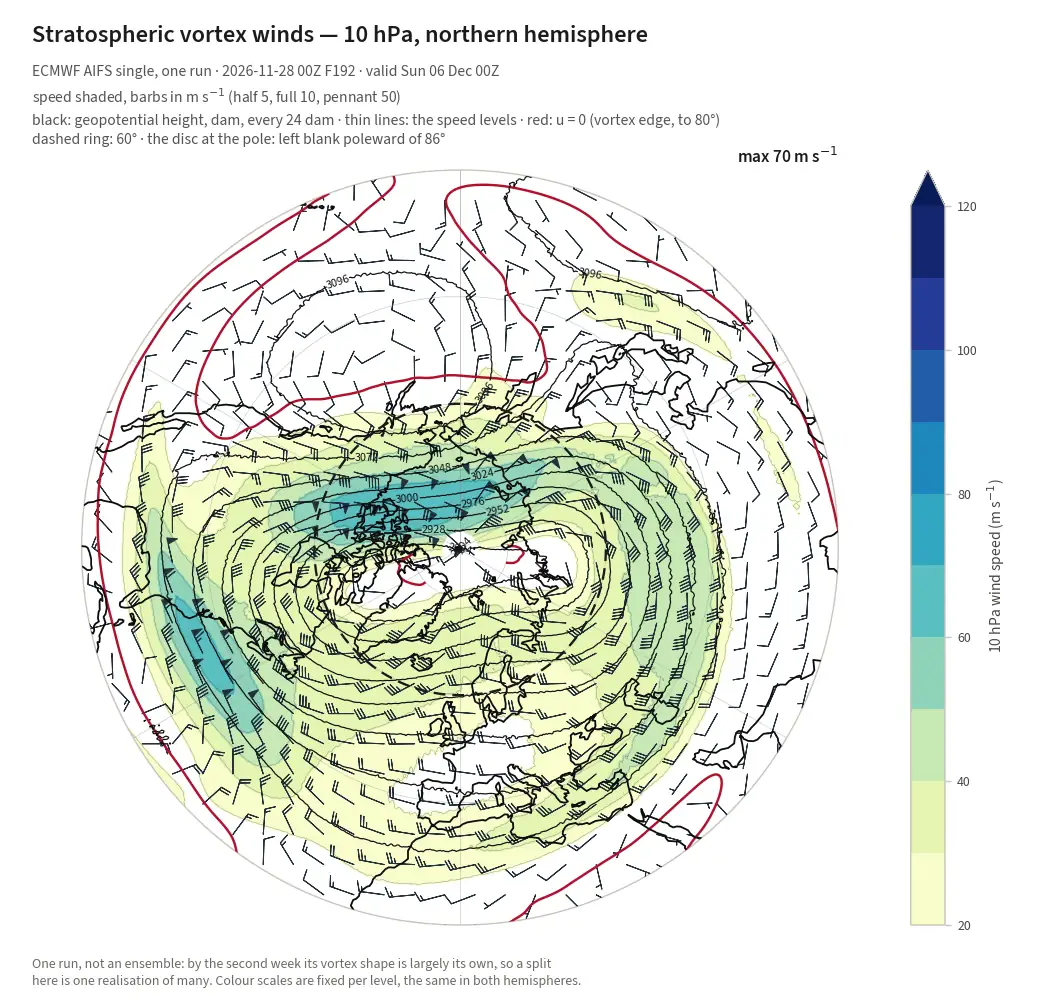 Stratospheric vortex winds — 10 hPa, northern hemisphere
ECMWF AIFS single, one run · 2026-11-28 00Z F192 · valid Sun 06 Dec 00Z
speed shaded, barbs in m s−1 (half 5, full 10, pennant 50)
black: geopotential height, dam, every 24 dam · thin lines: the speed levels · red: u = 0 (vortex edge, to 80°)
dashed ring: 60° · the disc at the pole: left blank poleward of 86°
max 70 m s−1
120
100
80
60
40
20
10 hPa wind speed (m s−1)
3096
3096
3048
3024
3000
2976
2952
2928
One run, not an ensemble: by the second week its vortex shape is largely its own, so a split
here is one realisation of many. Colour scales are fixed per level, the same in both hemispheres.